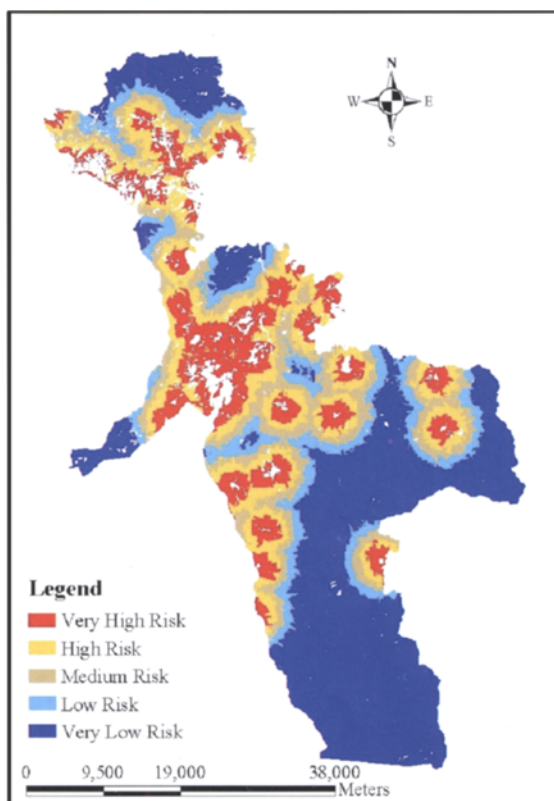 N
W E
S
Legend
Very High Risk
High Risk
Medium Risk
Low Risk
Very Low Risk
0 9,500 19,000 38,000
Meters